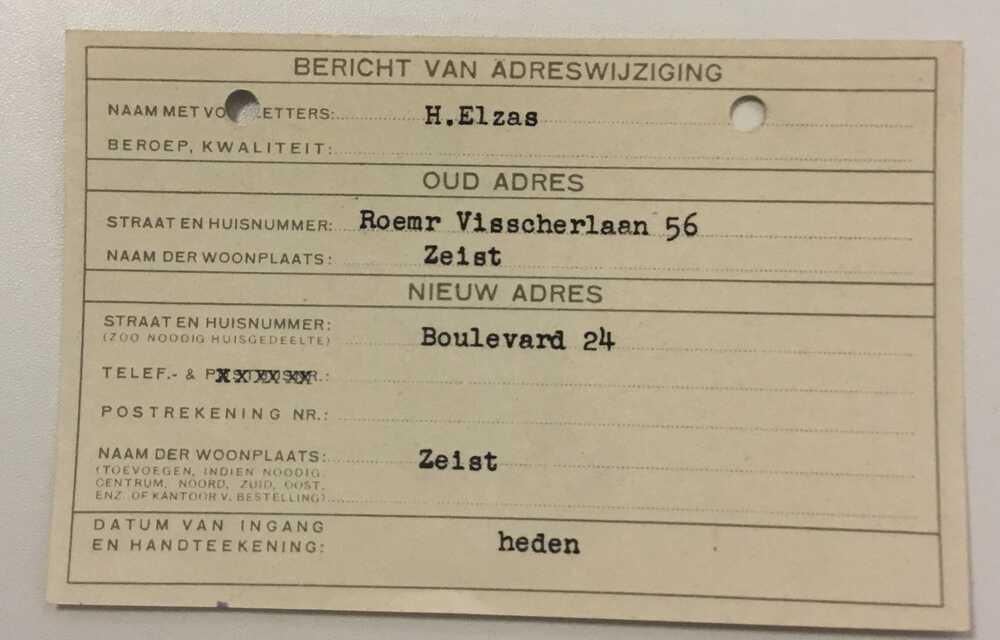 BERICHT VAN ADRESWIJZIGING
NAAM MET VO LETTERS: H.Elzas
BEROEP, KWALITEIT:
OUD ADRES
STRAAT EN HUISNUMMER: Roemr Visscherlaan 56
NAAM DER WOONPLAATS: Zeist
NIEUW ADRES
STRAAT EN HUISNUMMER: Boulevard 24
(ZOO NOODIG HUISGEDEELTE)
TELEF.- &
POSTREKENING NR.:
NAAM DER WOONPLAATS: Zeist
(TOEVOEGEN, INDIEN NOODIG,
CENTRUM, NOORD, ZUID, OOST,
ENZ. OF KANTOOR V. BESTELLING)
DATUM VAN INGANG
EN HANDTEEKENING: heden